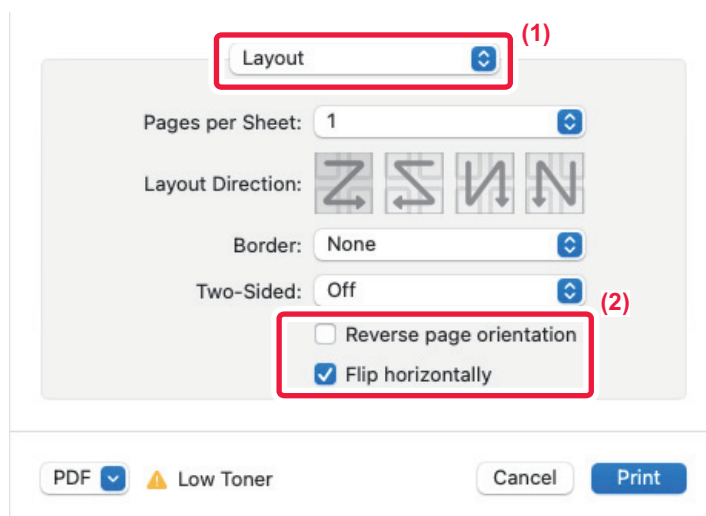 (1)
Layout
Pages per Sheet: 1
Layout Direction:
Border: None
Two-Sided: Off
(2)
Reverse page orientation
Flip horizontally
PDF Low Toner Cancel Print